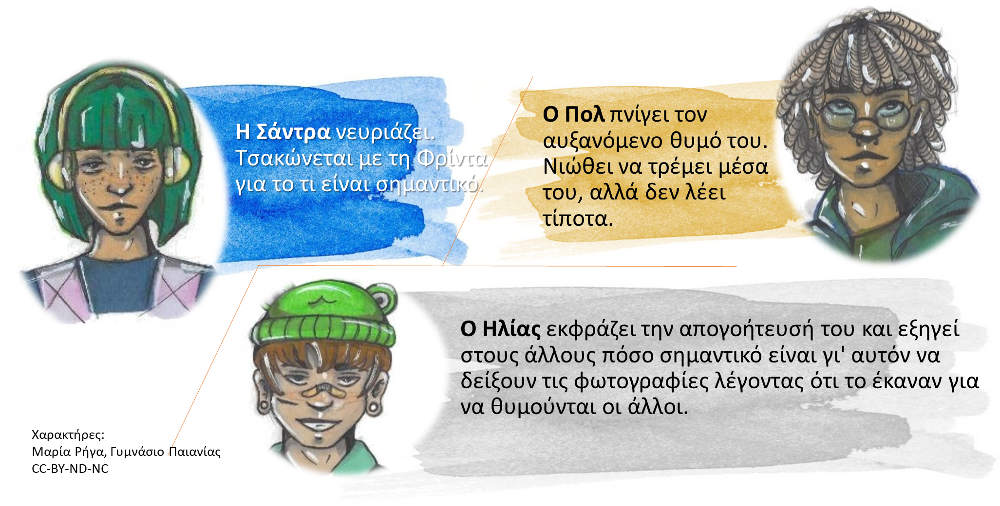 Η Σάντρα νευριάζει.
Τσακώνεται με τη Φρίντα
για το τι είναι σημαντικό.
Ο Πολ πνίγει τον
αυξανόμενο θυμό του.
Νιώθει να τρέμει μέσα
του, αλλά δεν λέει
τίποτα.
Ο Ηλίας εκφράζει την απογοήτευσή του και εξηγεί
στους άλλους πόσο σημαντικό είναι γι' αυτόν να
δείξουν τις φωτογραφίες λέγοντας ότι το έκαναν για
να θυμούνται οι άλλοι.
Χαρακτήρες:
Μαρία Ρήγα, Γυμνάσιο Παιανίας
CC-BY-ND-NC